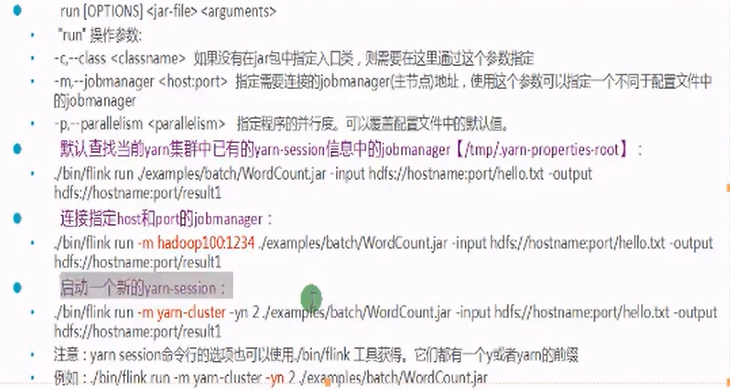 run [OPTIONS] <jar-file> <arguments>
"run" 操作参数:
-c,--class <classname> 如果没有在jar包中指定入口类，则需要在这里通过这个参数指定
-m,--jobmanager <host:port> 指定需要连接的jobmanager(主节点)地址，使用这个参数可以指定一个不同于配置文件中
的jobmanager
-p,--parallelism <parallelism> 指定程序的并行度。可以覆盖配置文件中的默认值。
默认查找当前yarn集群中已有的yarn-session信息中的jobmanager【/tmp/.yarn-properties-root】：
./bin/flink run ./examples/batch/WordCount.jar -input hdfs://hostname:port/hello.txt -output
hdfs://hostname:port/result1
连接指定host和port的jobmanager：
./bin/flink run -m hadoop100:1234 ./examples/batch/WordCount.jar -input hdfs://hostname:port/hello.txt -output
hdfs://hostname:port/result1
启动一个新的yarn-session：
./bin/flink run -m yarn-cluster -yn 2 ./examples/batch/WordCount.jar -input hdfs://hostname:port/hello.txt -output
hdfs://hostname:port/result1
注意：yarn session命令行的选项也可以使用./bin/flink 工具获得。它们都有一个y或者yarn的前缀
例如：./bin/flink run -m yarn-cluster -yn 2 ./examples/batch/WordCount.jar